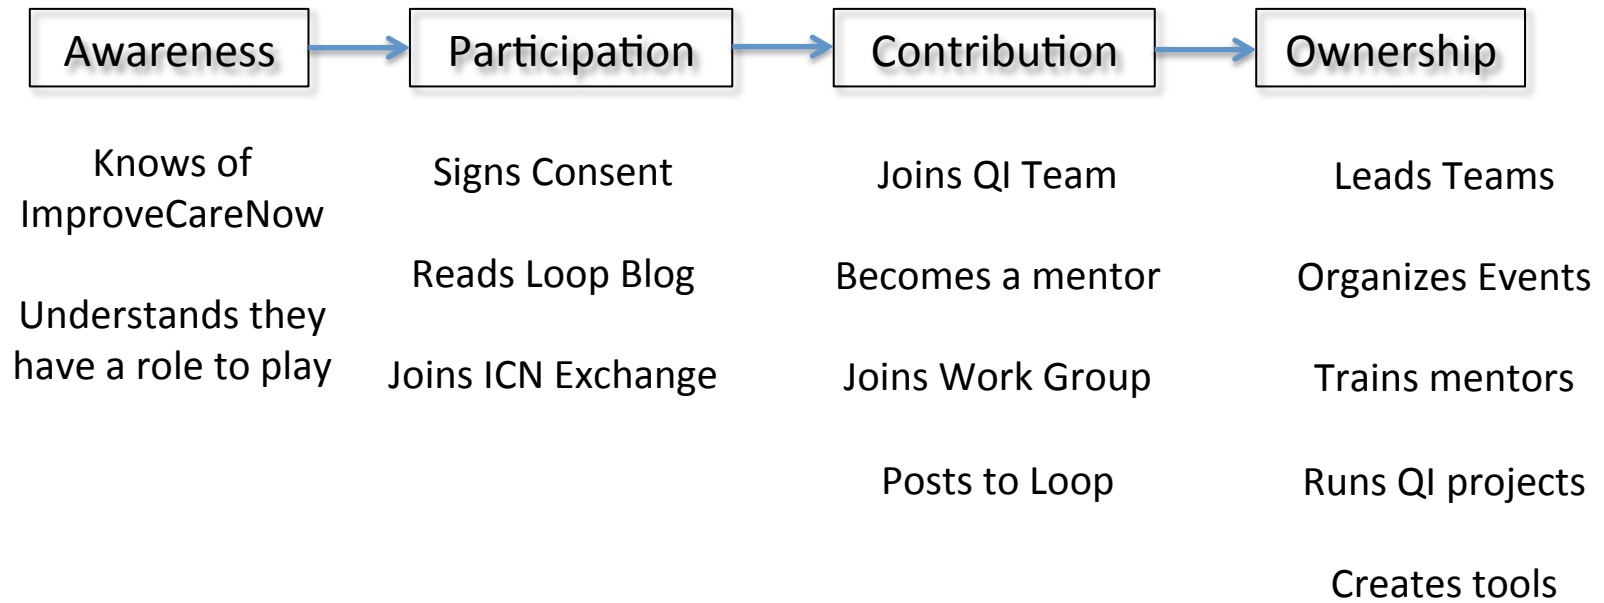 Awareness
Participation
Contribution
Ownership
Knows of
ImproveCareNow
Understands they
have a role to play
Signs Consent
Reads Loop Blog
Joins ICN Exchange
Joins QI Team
Becomes a mentor
Joins Work Group
Posts to Loop
Leads Teams
Organizes Events
Trains mentors
Runs QI projects
Creates tools